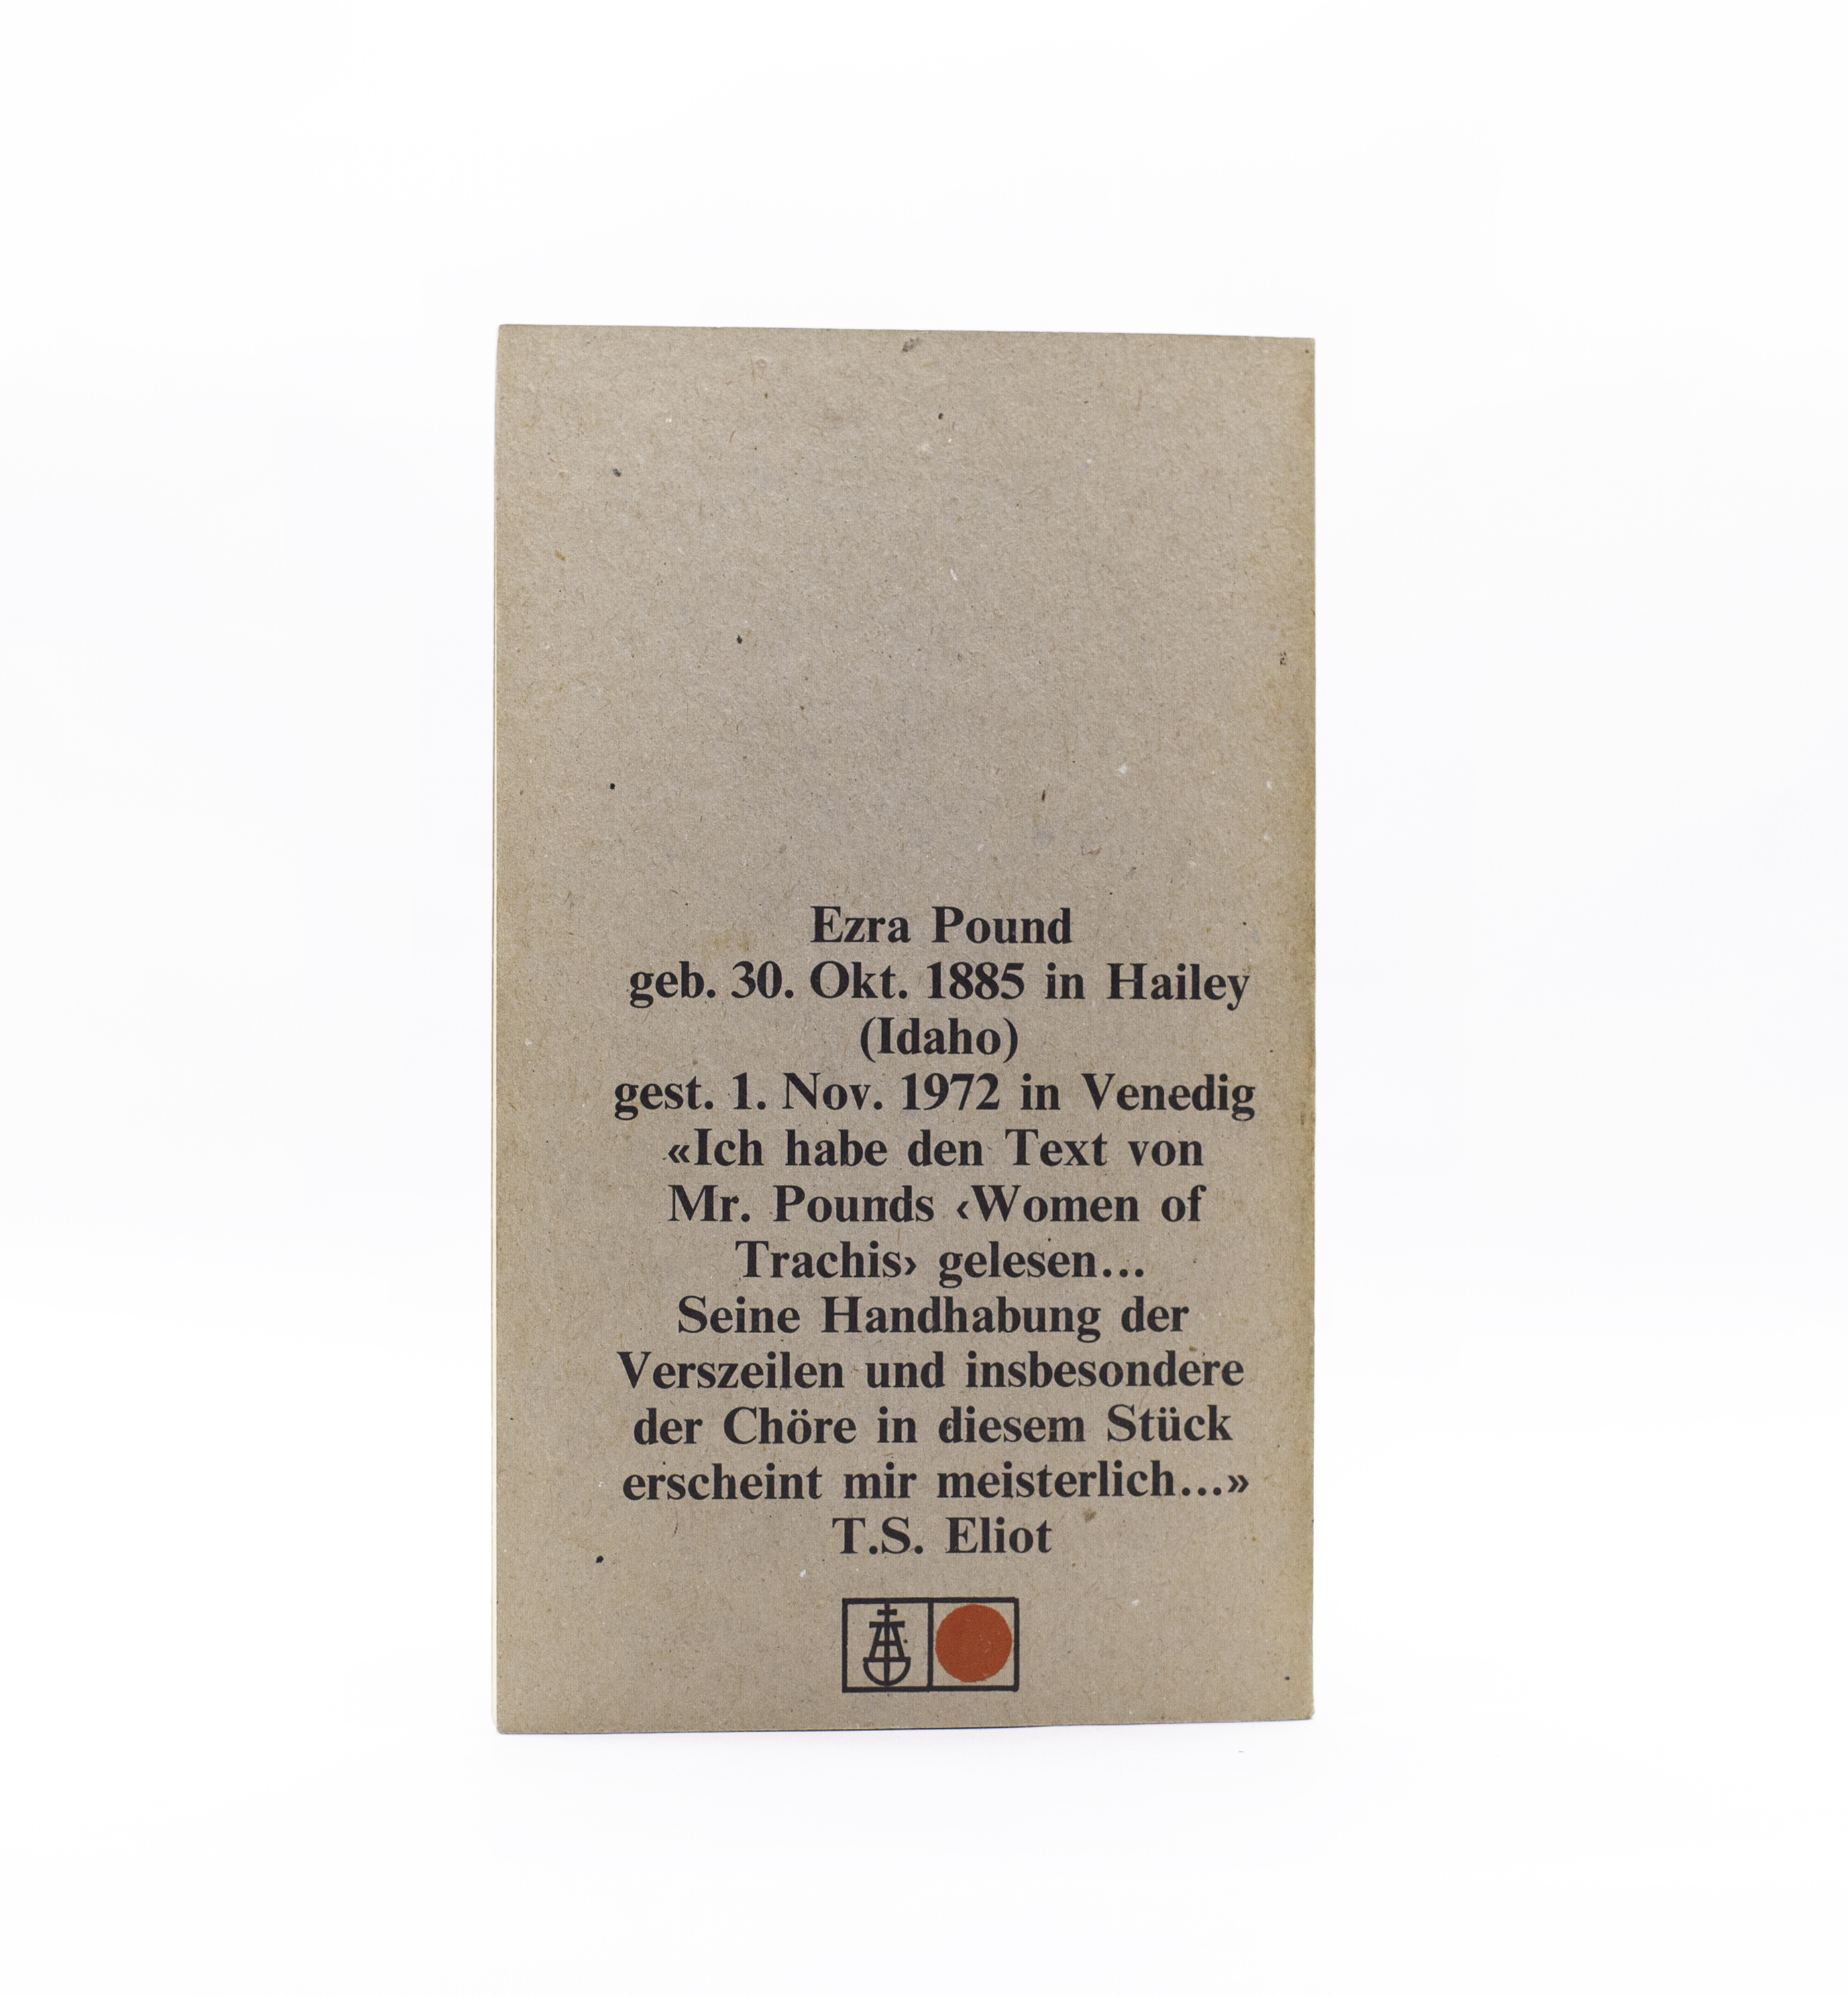 Ezra Pound
geb. 30. Okt. 1885 in Hailey
(Idaho)
gest. 1. Nov. 1972 in Venedig
«Ich habe den Text von
Mr. Pounds ‹Women of
Trachis› gelesen...
Seine Handhabung der
Verszeilen und insbesondere
der Chöre in diesem Stück
erscheint mir meisterlich...»
T.S. Eliot